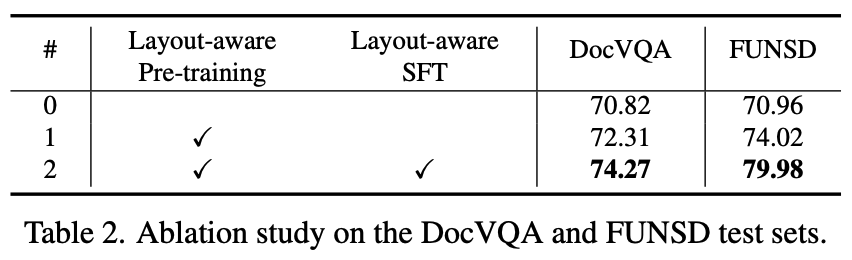 # Layout-aware Pre-training Layout-aware SFT DocVQA FUNSD
0 70.82 70.96
1 ✓ 72.31 74.02
2 ✓ ✓ 74.27 79.98
Table 2. Ablation study on the DocVQA and FUNSD test sets.